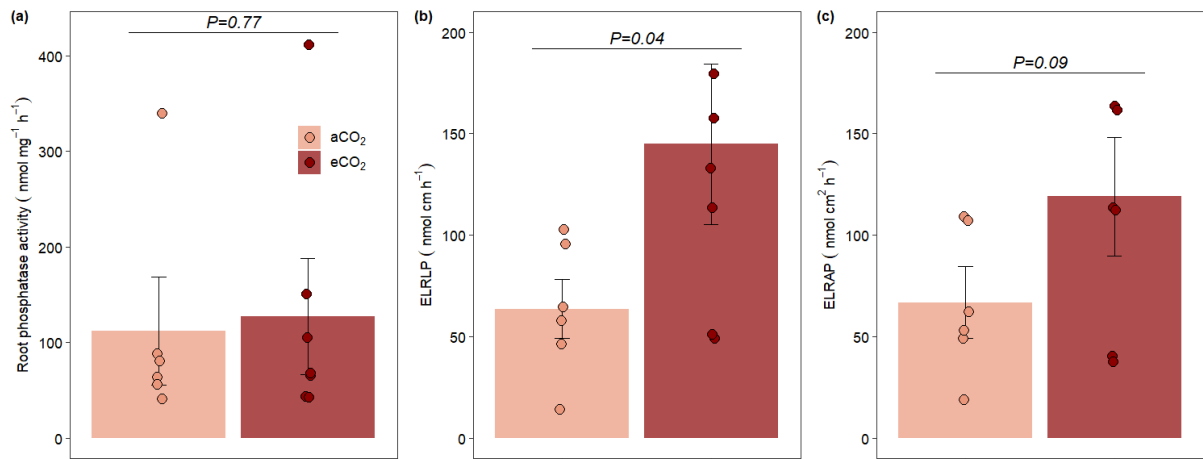 (a)
P=0.77
Root phosphatase activity ( nmol mg⁻¹ h⁻¹ )
400
300
200
100
0
aCO₂
eCO₂
(b)
P=0.04
ELRLP ( nmol cm h⁻¹ )
200
150
100
50
0
(c)
P=0.09
ELRAP ( nmol cm² h⁻¹ )
200
150
100
50
0